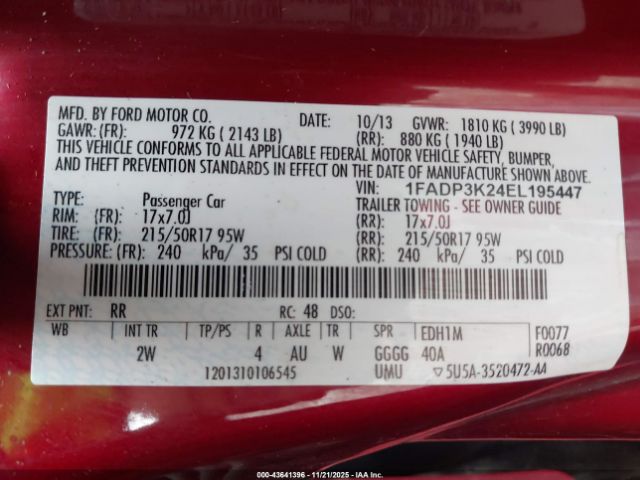 MFD. BY FORD MOTOR CO.
DATE: 10/13 GVWR: 1810 KG ( 3990 LB)
GAWR: (FR): 972 KG ( 2143 LB) (RR): 880 KG ( 1940 LB)
THIS VEHICLE CONFORMS TO ALL APPLICABLE FEDERAL MOTOR VEHICLE SAFETY, BUMPER,
AND THEFT PREVENTION STANDARDS IN EFFECT ON THE DATE OF MANUFACTURE SHOWN ABOVE.
VIN: 1FADP3K24EL195447
TYPE: Passenger Car TRAILER TOWING - SEE OWNER GUIDE
RIM: (FR): 17x7.0J (RR): 17x7.0J
TIRE: (FR): 215/50R17 95W (RR): 215/50R17 95W
PRESSURE: (FR): 240 kPa/ 35 PSI COLD (RR): 240 kPa/ 35 PSI COLD
EXT PNT: RR RC: 48 DSO:
WB INT TR TP/PS R AXLE TR SPR EDH1M F0077
2W 4 AU W GGGG 40A R0068
1201310106545 UMU ▽5U5A-3520472-AA
000-43641396 - 11/21/2025 - IAAI.COM